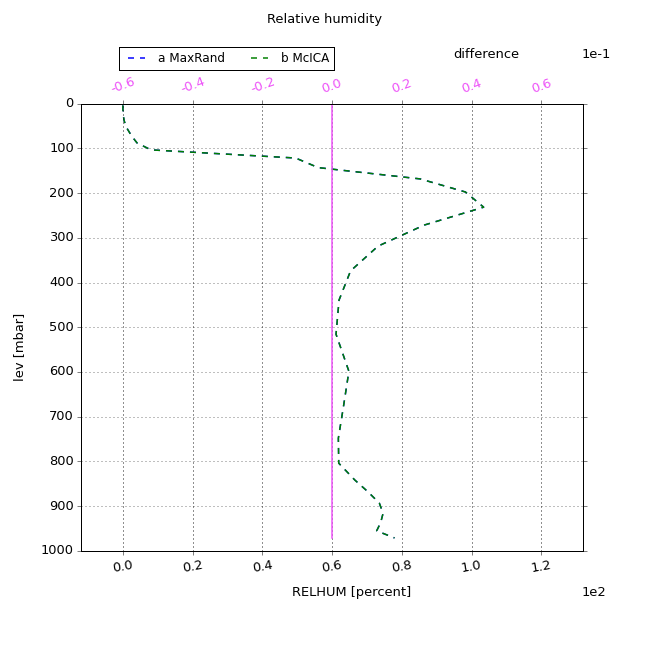 Relative humidity
a MaxRand b McICA
difference 1e-1
-0.6 -0.4 -0.2 0.0 0.2 0.4 0.6
0
100
200
300
400
500
600
700
800
900
1000
lev [mbar]
0.0 0.2 0.4 0.6 0.8 1.0 1.2
RELHUM [percent] 1e2